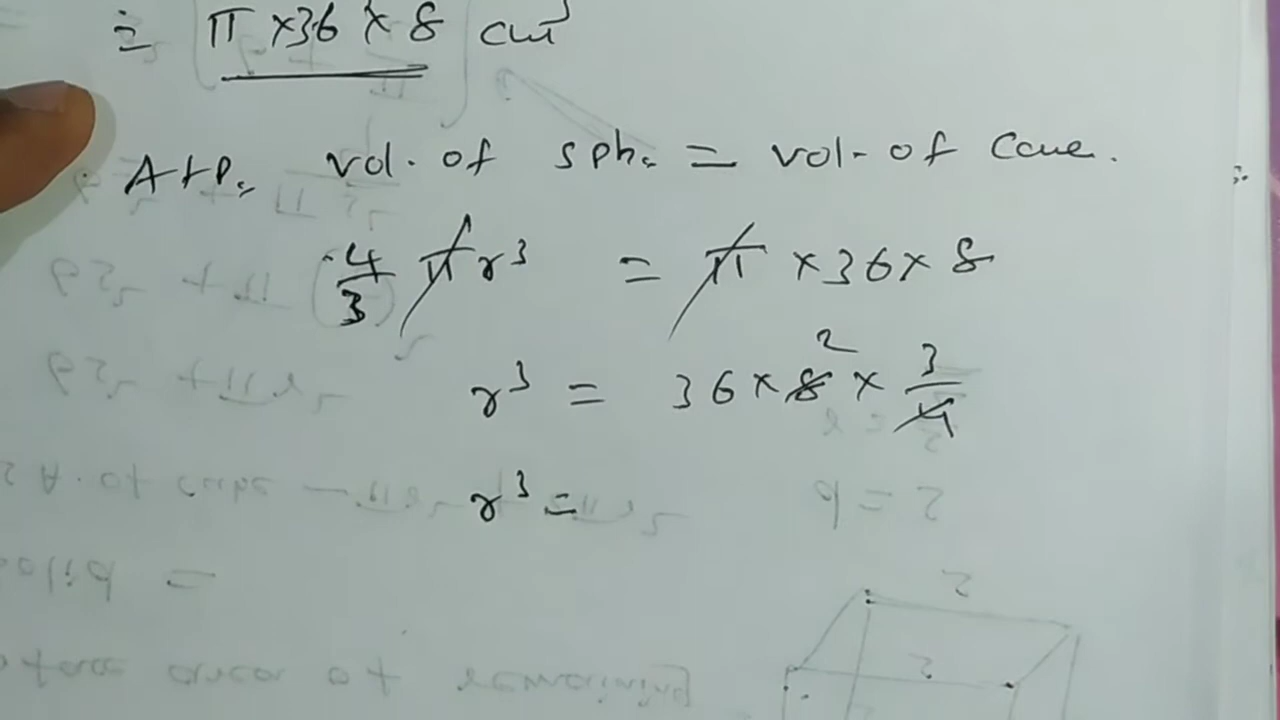 = π × 36 × 8 cm³
A + P, vol. of sph. = vol. of Cone.
4/3 π r³ = π × 36 × 8
r³ = 36 × 8 2 × 3/4
r³ =